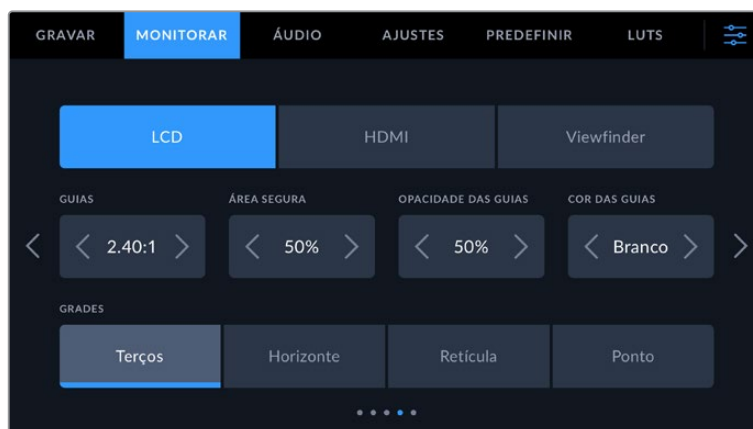 GRAVAR MONITORAR ÁUDIO AJUSTES PREDEFINIR LUTS
LCD HDMI Viewfinder
GUIAS ÁREA SEGURA OPACIDADE DAS GUIAS COR DAS GUIAS
2.40:1 50% 50% Branco
GRADES
Terços Horizonte Retícula Ponto